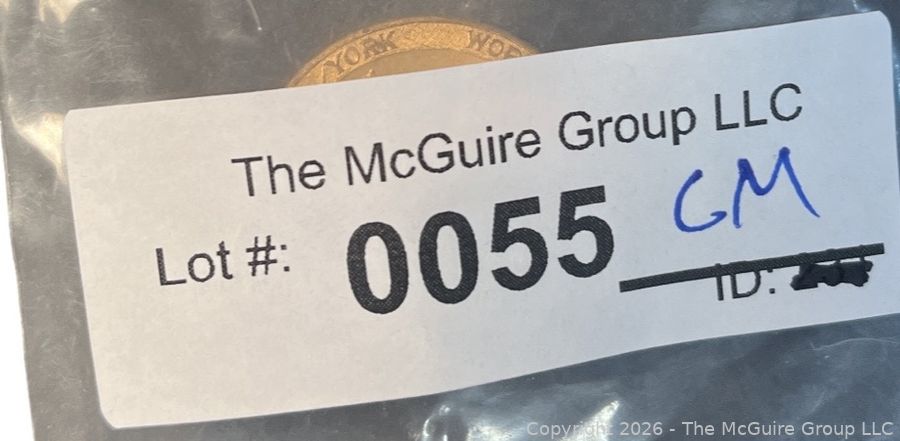 YORK WOR
The McGuire Group LLC
Lot #: 0055 GM
ID:
Copyright 2026 - The McGuire Group LLC